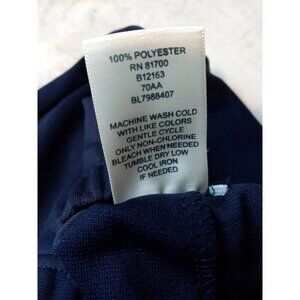 100% POLYESTER
RN 81700
B12163
70AA
BL7988407
MACHINE WASH COLD
WITH LIKE COLORS
GENTLE CYCLE
ONLY NON-CHLORINE
BLEACH WHEN NEEDED
TUMBLE DRY LOW
COOL IRON
IF NEEDED